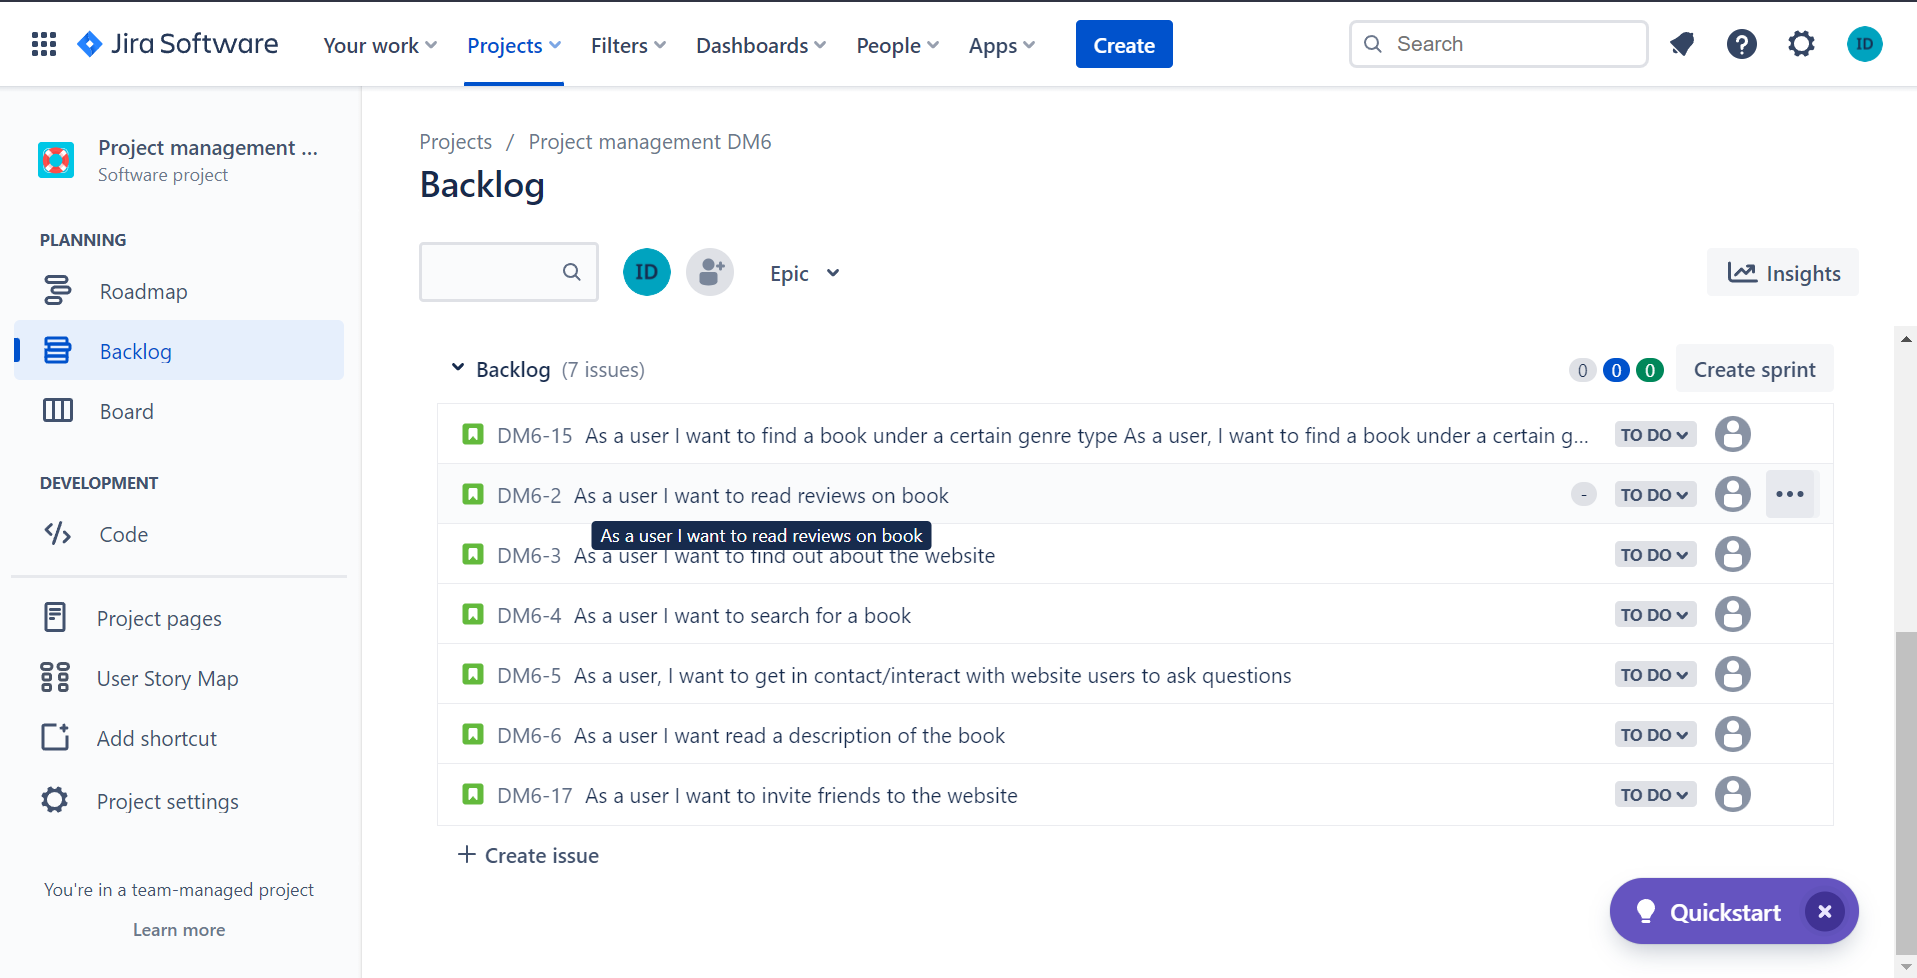 Jira Software Your work Projects Filters Dashboards People Apps Create Search ID
Project management ...
Software project
PLANNING
Roadmap
Backlog
Board
DEVELOPMENT
Code
Project pages
User Story Map
Add shortcut
Project settings
You're in a team-managed project
Learn more
Projects / Project management DM6
Backlog
ID Epic Insights
Backlog (7 issues) 0 0 0 Create sprint
DM6-15 As a user I want to find a book under a certain genre type As a user, I want to find a book under a certain g... TO DO
DM6-2 As a user I want to read reviews on book - TO DO
As a user I want to read reviews on book
DM6-3 As a user I want to find out about the website TO DO
DM6-4 As a user I want to search for a book TO DO
DM6-5 As a user, I want to get in contact/interact with website users to ask questions TO DO
DM6-6 As a user I want read a description of the book TO DO
DM6-17 As a user I want to invite friends to the website TO DO
+ Create issue
Quickstart